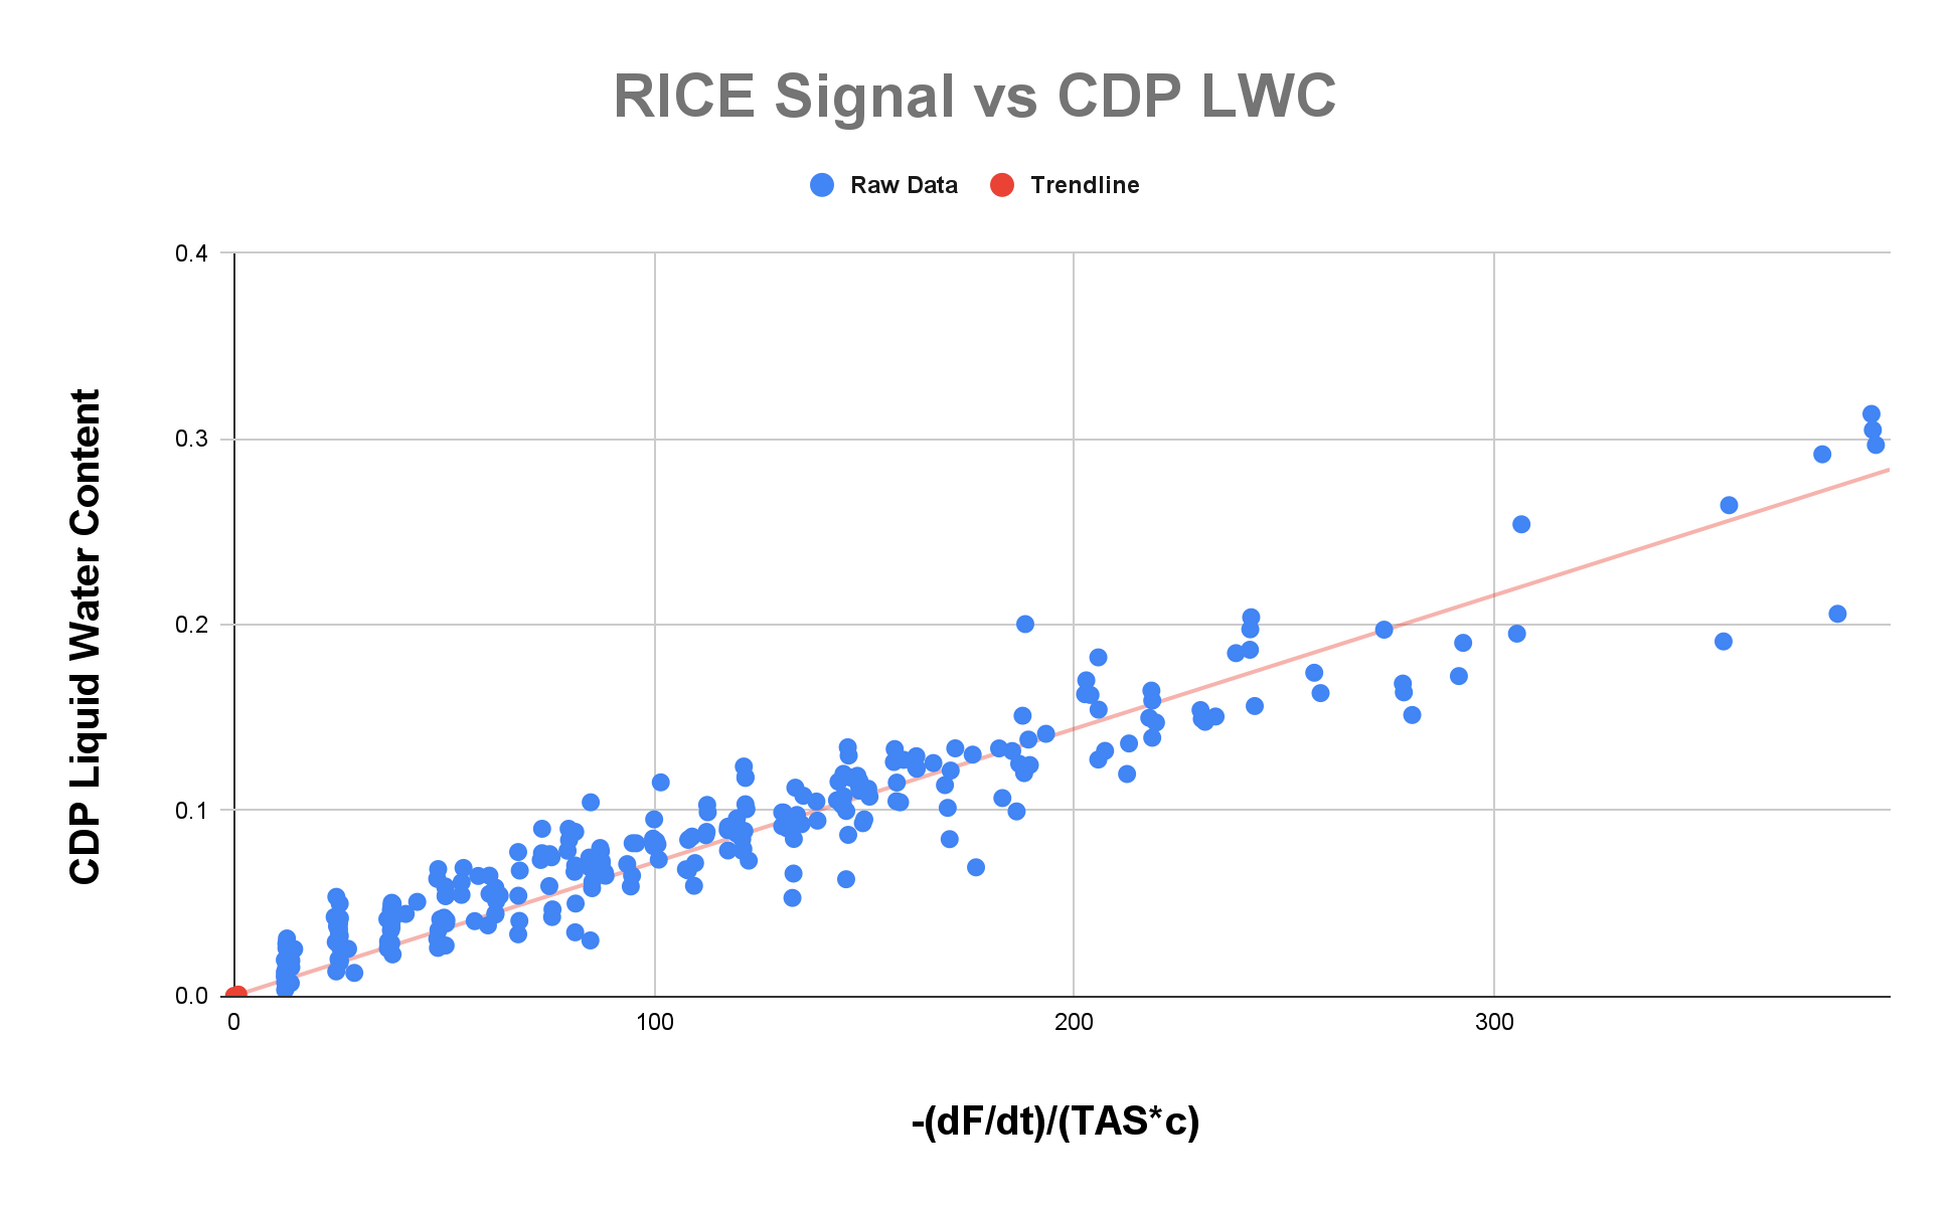 RICE Signal vs CDP LWC
Raw Data
Trendline
CDP Liquid Water Content
0.4
0.3
0.2
0.1
0.0
0
100
200
300
-(dF/dt)/(TAS*c)